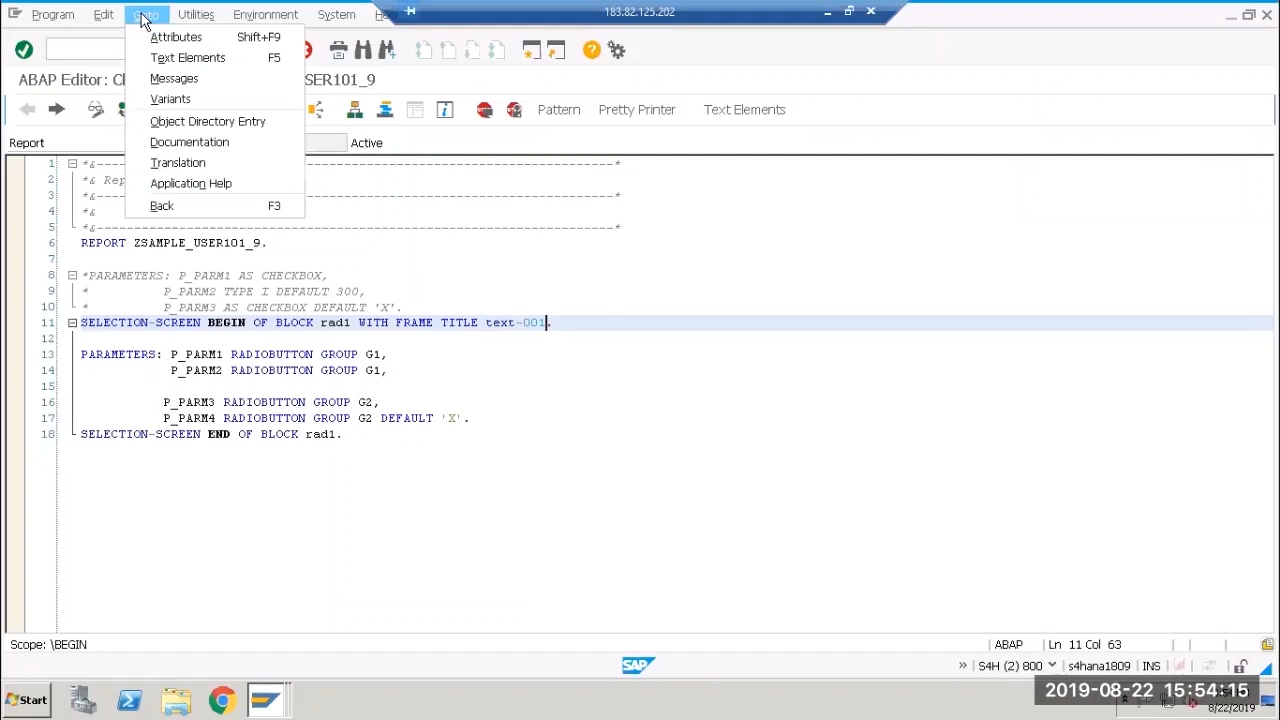 183.82.125.202
Program Edit Goto Utilities Environment System
Attributes Shift+F9
Text Elements F5
Messages
Variants
Object Directory Entry
Documentation
Translation
Application Help
Back F3
ABAP Editor: SER101_9
Pattern Pretty Printer Text Elements
Report Active
1 *&---------------------------------------------------------------------*
2 *& Rep
3 *&---------------------------------------------------------------------*
4 *&
5 *&---------------------------------------------------------------------*
6 REPORT ZSAMPLE_USER101_9.
7
8 *PARAMETERS: P_PARM1 AS CHECKBOX,
9 * P_PARM2 TYPE I DEFAULT 300,
10 * P_PARM3 AS CHECKBOX DEFAULT 'X'.
11 SELECTION-SCREEN BEGIN OF BLOCK rad1 WITH FRAME TITLE text-001.
12
13 PARAMETERS: P_PARM1 RADIOBUTTON GROUP G1,
14 P_PARM2 RADIOBUTTON GROUP G1,
15
16 P_PARM3 RADIOBUTTON GROUP G2,
17 P_PARM4 RADIOBUTTON GROUP G2 DEFAULT 'X'.
18 SELECTION-SCREEN END OF BLOCK rad1.
Scope: \BEGIN ABAP Ln 11 Col 63
SAP » S4H (2) 800 s4hana1809 INS
Start 2019-08-22 15:54:15
8/22/2019